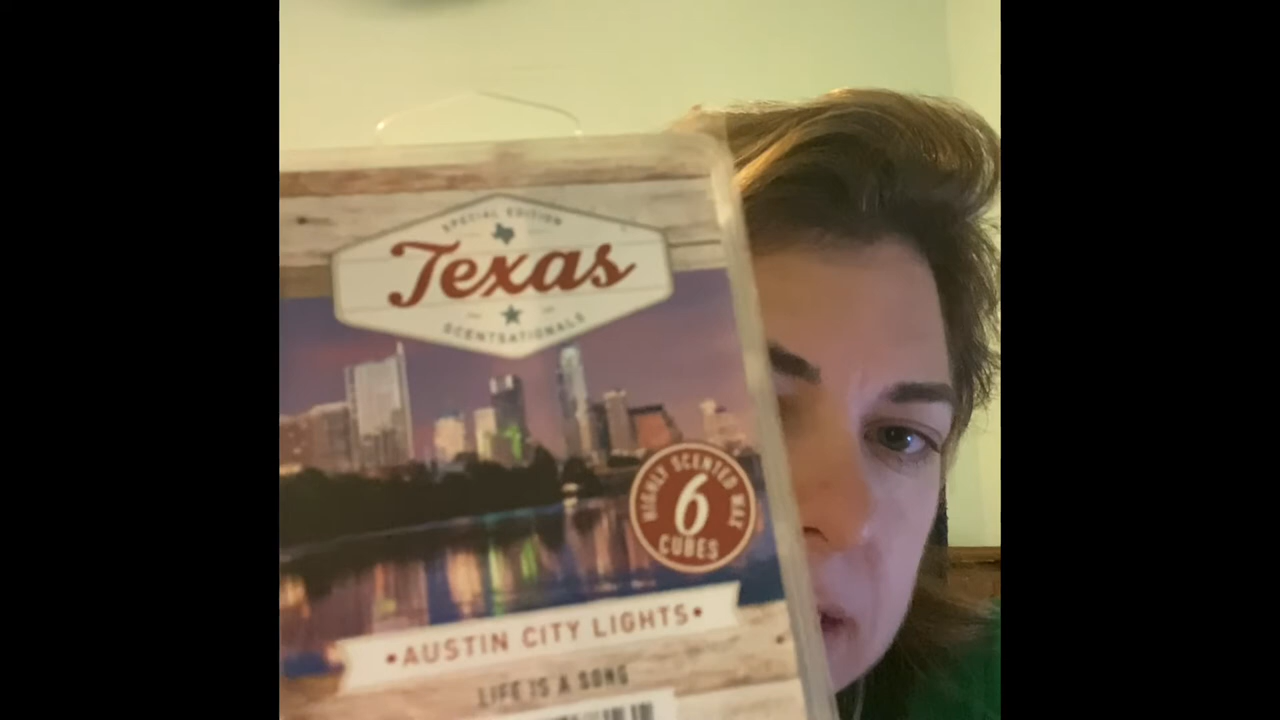 SPECIAL EDITION
Texas
SCENTSATIONALS
HIGHLY SCENTED WAX
6
CUBES
•AUSTIN CITY LIGHTS•
LIFE IS A SONG